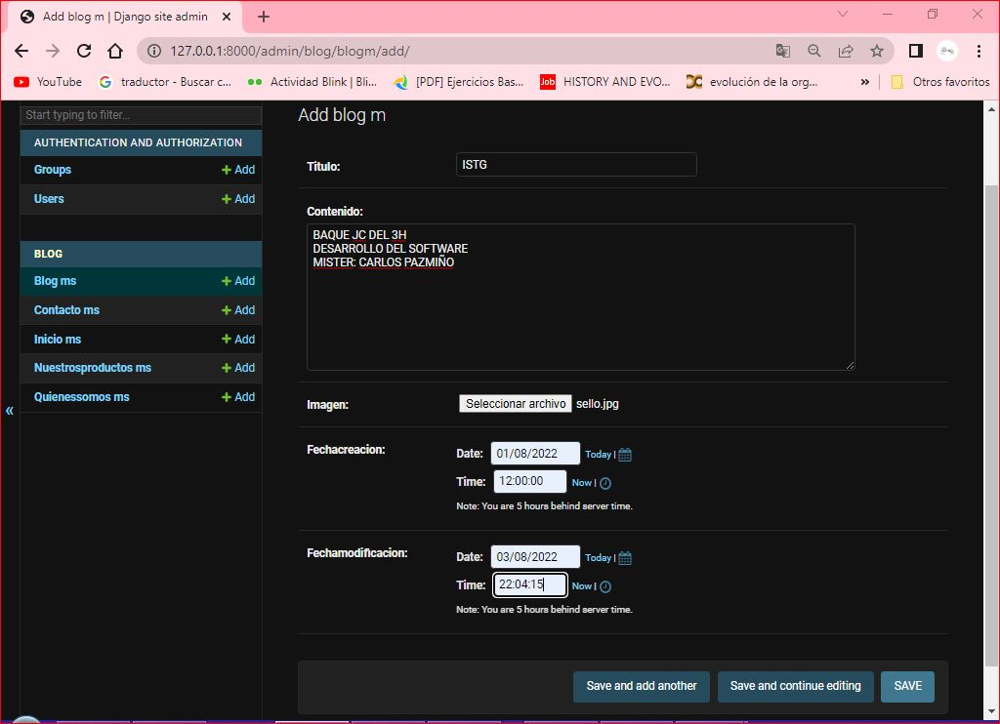 Add blog m | Django site admin
127.0.0.1:8000/admin/blog/blogm/add/
YouTube
traductor - Buscar c...
Actividad Blink | Bli...
[PDF] Ejercicios Bas...
Job HISTORY AND EVO...
evolución de la org...
»
Otros favoritos
Start typing to filter...
AUTHENTICATION AND AUTHORIZATION
Groups + Add
Users + Add
BLOG
Blog ms + Add
Contacto ms + Add
Inicio ms + Add
Nuestrosproductos ms + Add
Quienessomos ms + Add
«
Add blog m
Titulo: ISTG
Contenido:
BAQUE JC DEL 3H
DESARROLLO DEL SOFTWARE
MISTER: CARLOS PAZMIÑO
Imagen: Seleccionar archivo sello.jpg
Fechacreacion: Date: 01/08/2022 Today |
Time: 12:00:00 Now |
Note: You are 5 hours behind server time.
Fechamodificacion: Date: 03/08/2022 Today |
Time: 22:04:15 Now |
Note: You are 5 hours behind server time.
Save and add another Save and continue editing SAVE